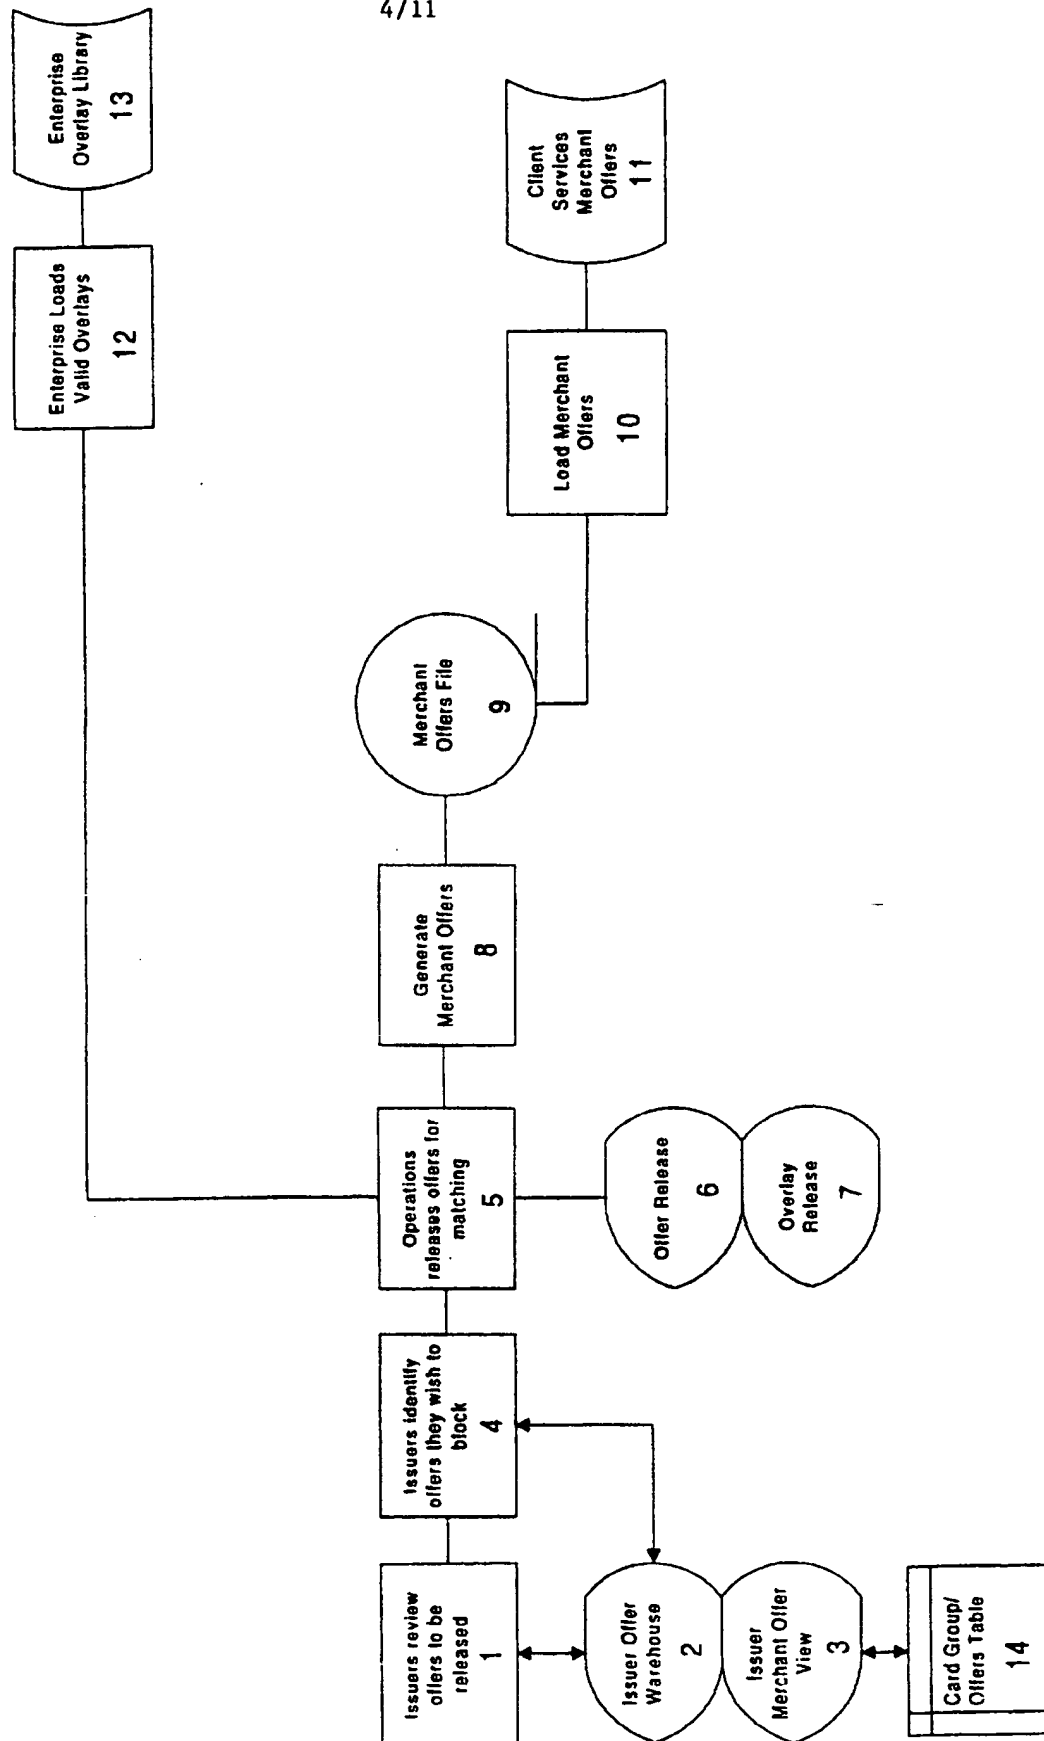 4/11
Issuers review
offers to be
released
1
Issuer Offer
Warehouse
2
Issuer
Merchant Offer
View
3
Issuers identify
offers they wish to
block
4
Operations
releases offers for
matching
5
Offer Release
6
Overlay
Release
7
Generate
Merchant Offers
8
Merchant
Offers File
9
Load Merchant
Offers
10
Client
Services
Merchant
Offers
11
Enterprise Loads
Valid Overlays
12
Enterprise
Overlay Library
13
Card Group/
Offers Table
14